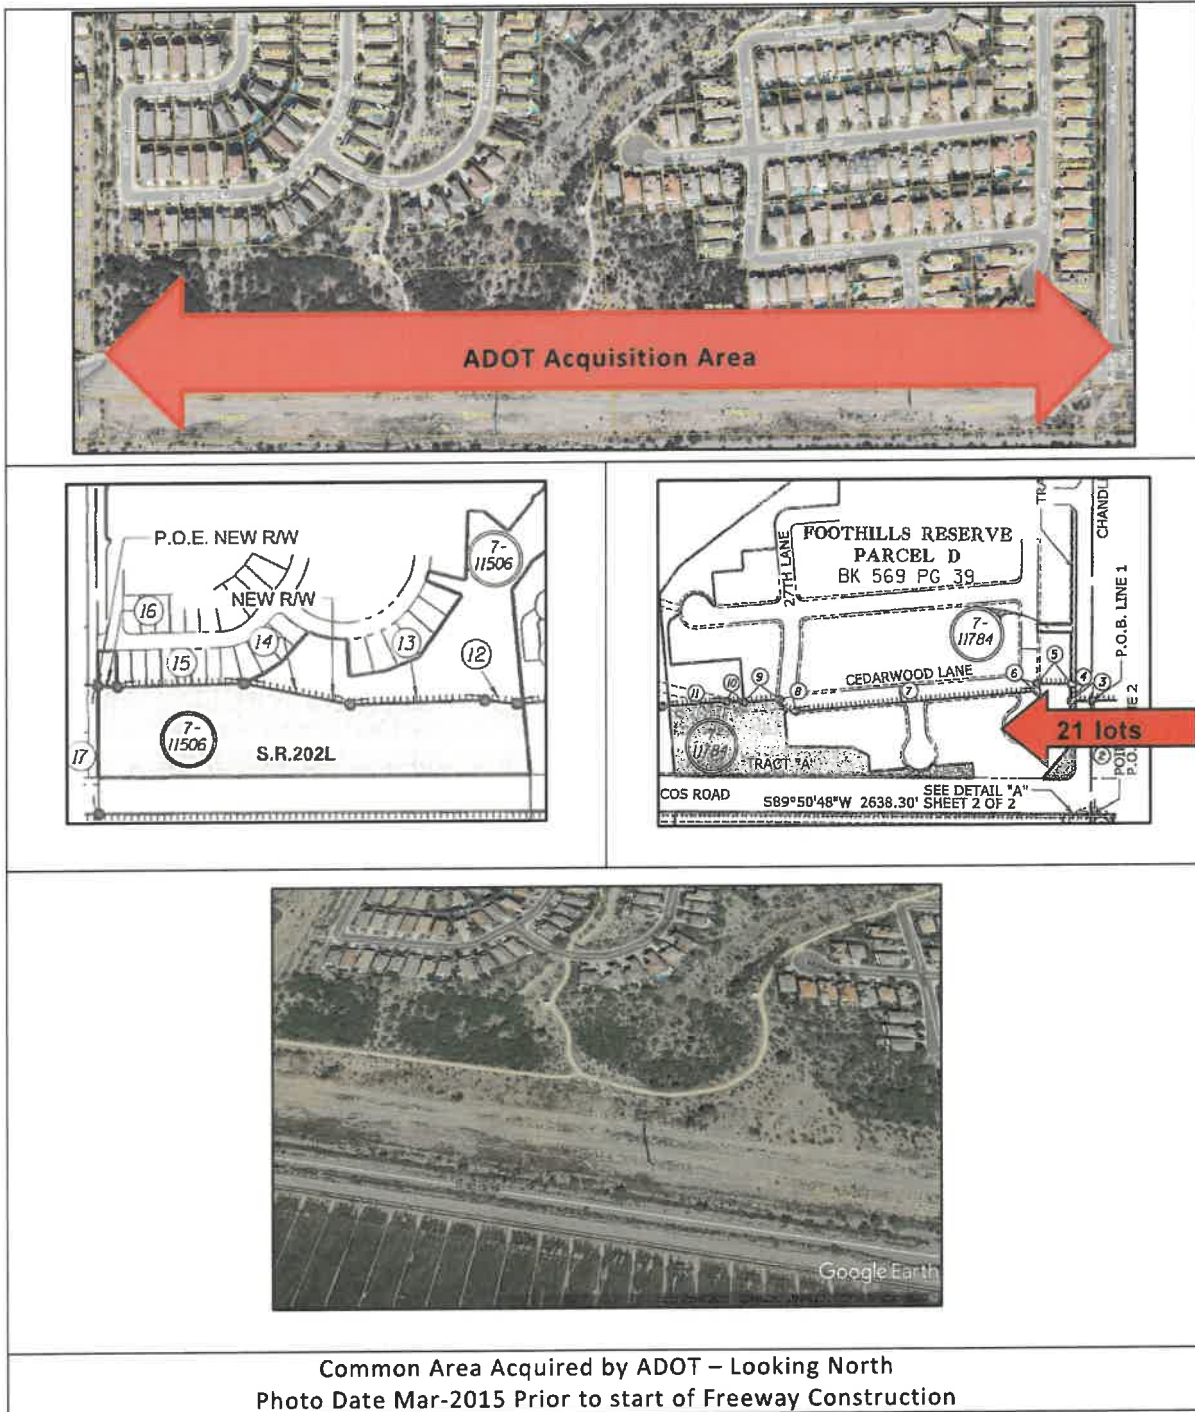 ADOT Acquisition Area
P.O.E. NEW R/W
7-
11506
NEW R/W
16
15
14
13
12
7-
11506
S.R.202L
17
TRA
CHANDL
FOOTHILLS RESERVE
PARCEL D
BK 569 PG 39
27TH LANE
7-
11784
P.O.B. LINE 1
CEDARWOOD LANE
11
10
9
8
7
6
5
4
3
21 lots
7-
11784
TRACT "A"
2
COS ROAD
S89°50'48"W 2638.30'
SEE DETAIL "A"
SHEET 2 OF 2
Google Earth
Common Area Acquired by ADOT – Looking North
Photo Date Mar-2015 Prior to start of Freeway Construction